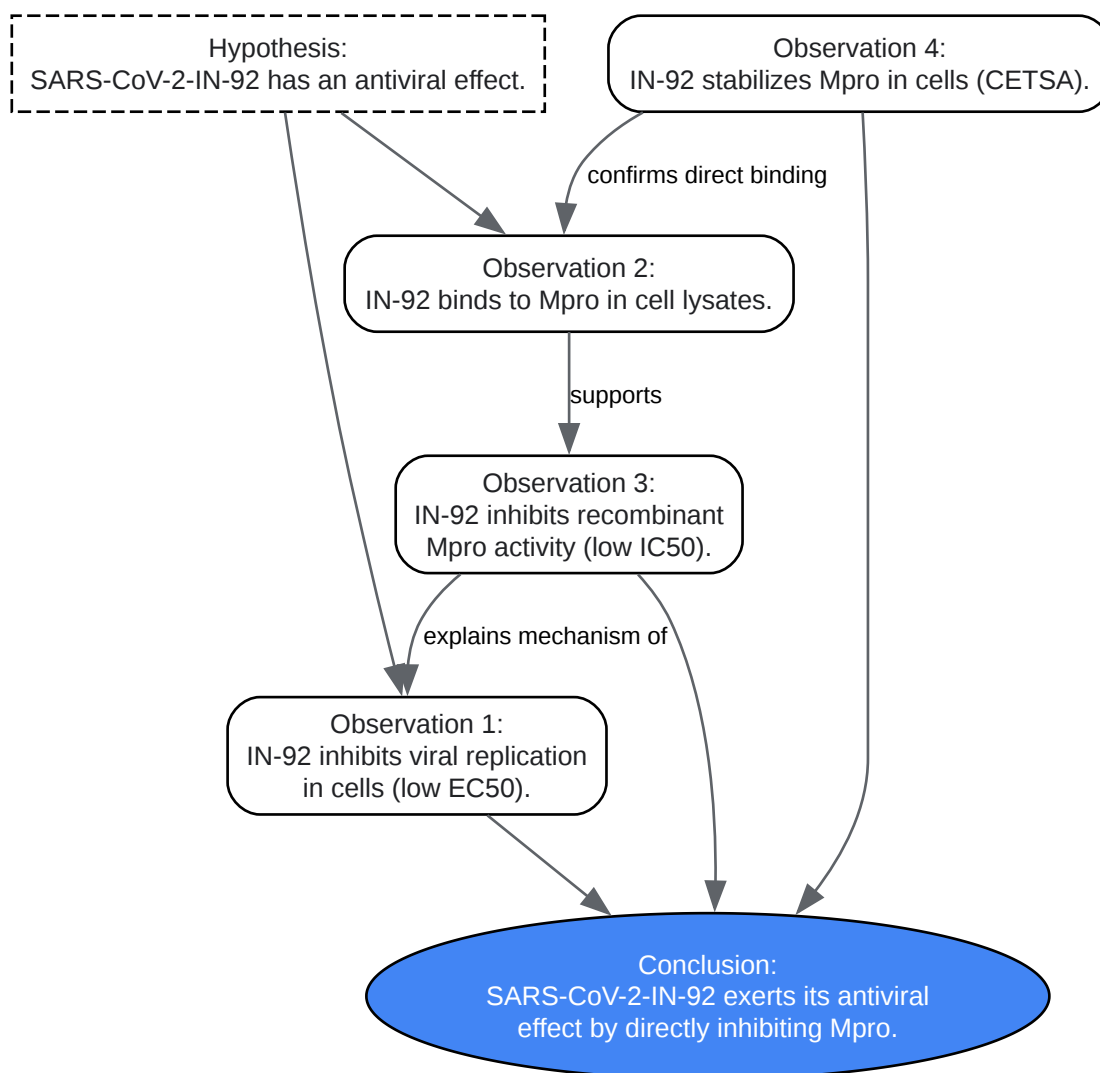 Hypothesis:
SARS-CoV-2-IN-92 has an antiviral effect.
Observation 4:
IN-92 stabilizes Mpro in cells (CETSA).
confirms direct binding
Observation 2:
IN-92 binds to Mpro in cell lysates.
supports
Observation 3:
IN-92 inhibits recombinant
Mpro activity (low IC50).
explains mechanism of
Observation 1:
IN-92 inhibits viral replication
in cells (low EC50).
Conclusion:
SARS-CoV-2-IN-92 exerts its antiviral
effect by directly inhibiting Mpro.